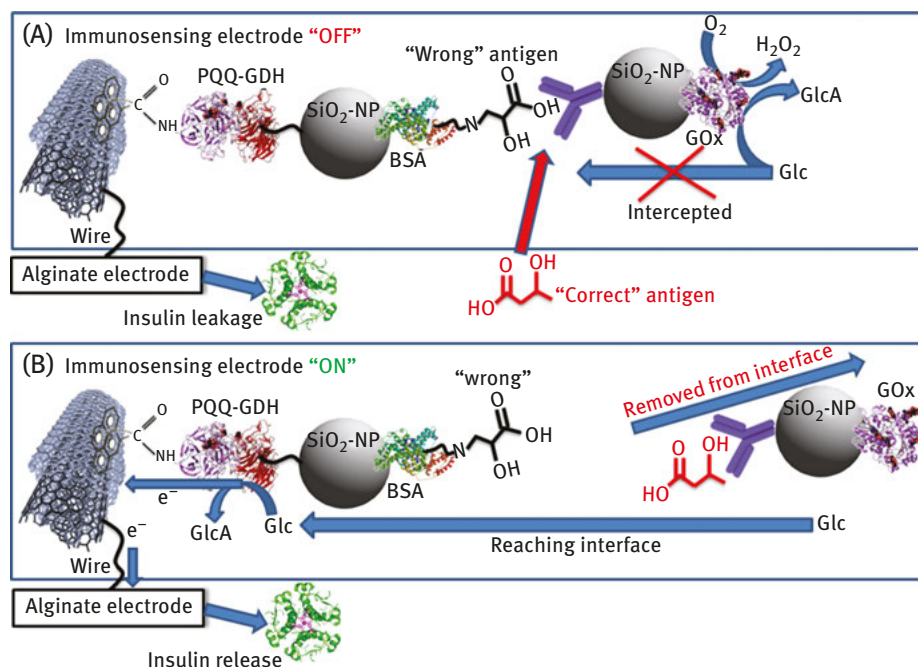 (A) Immunosensing electrode “OFF”
O₂
H₂O₂
PQQ-GDH
“Wrong” antigen
SiO₂-NP
SiO₂-NP
GlcA
O
C
NH
O
OH
N
OH
BSA
GOx
Glc
Intercepted
Wire
Alginate electrode
Insulin leakage
O
OH
HO
“Correct” antigen
(B) Immunosensing electrode “ON”
“wrong”
Removed from interface
GOx
PQQ-GDH
SiO₂-NP
SiO₂-NP
O
C
NH
O
OH
N
OH
BSA
O
OH
HO
e⁻
GlcA
Glc
Glc
Reaching interface
e⁻
Wire
Alginate electrode
Insulin release